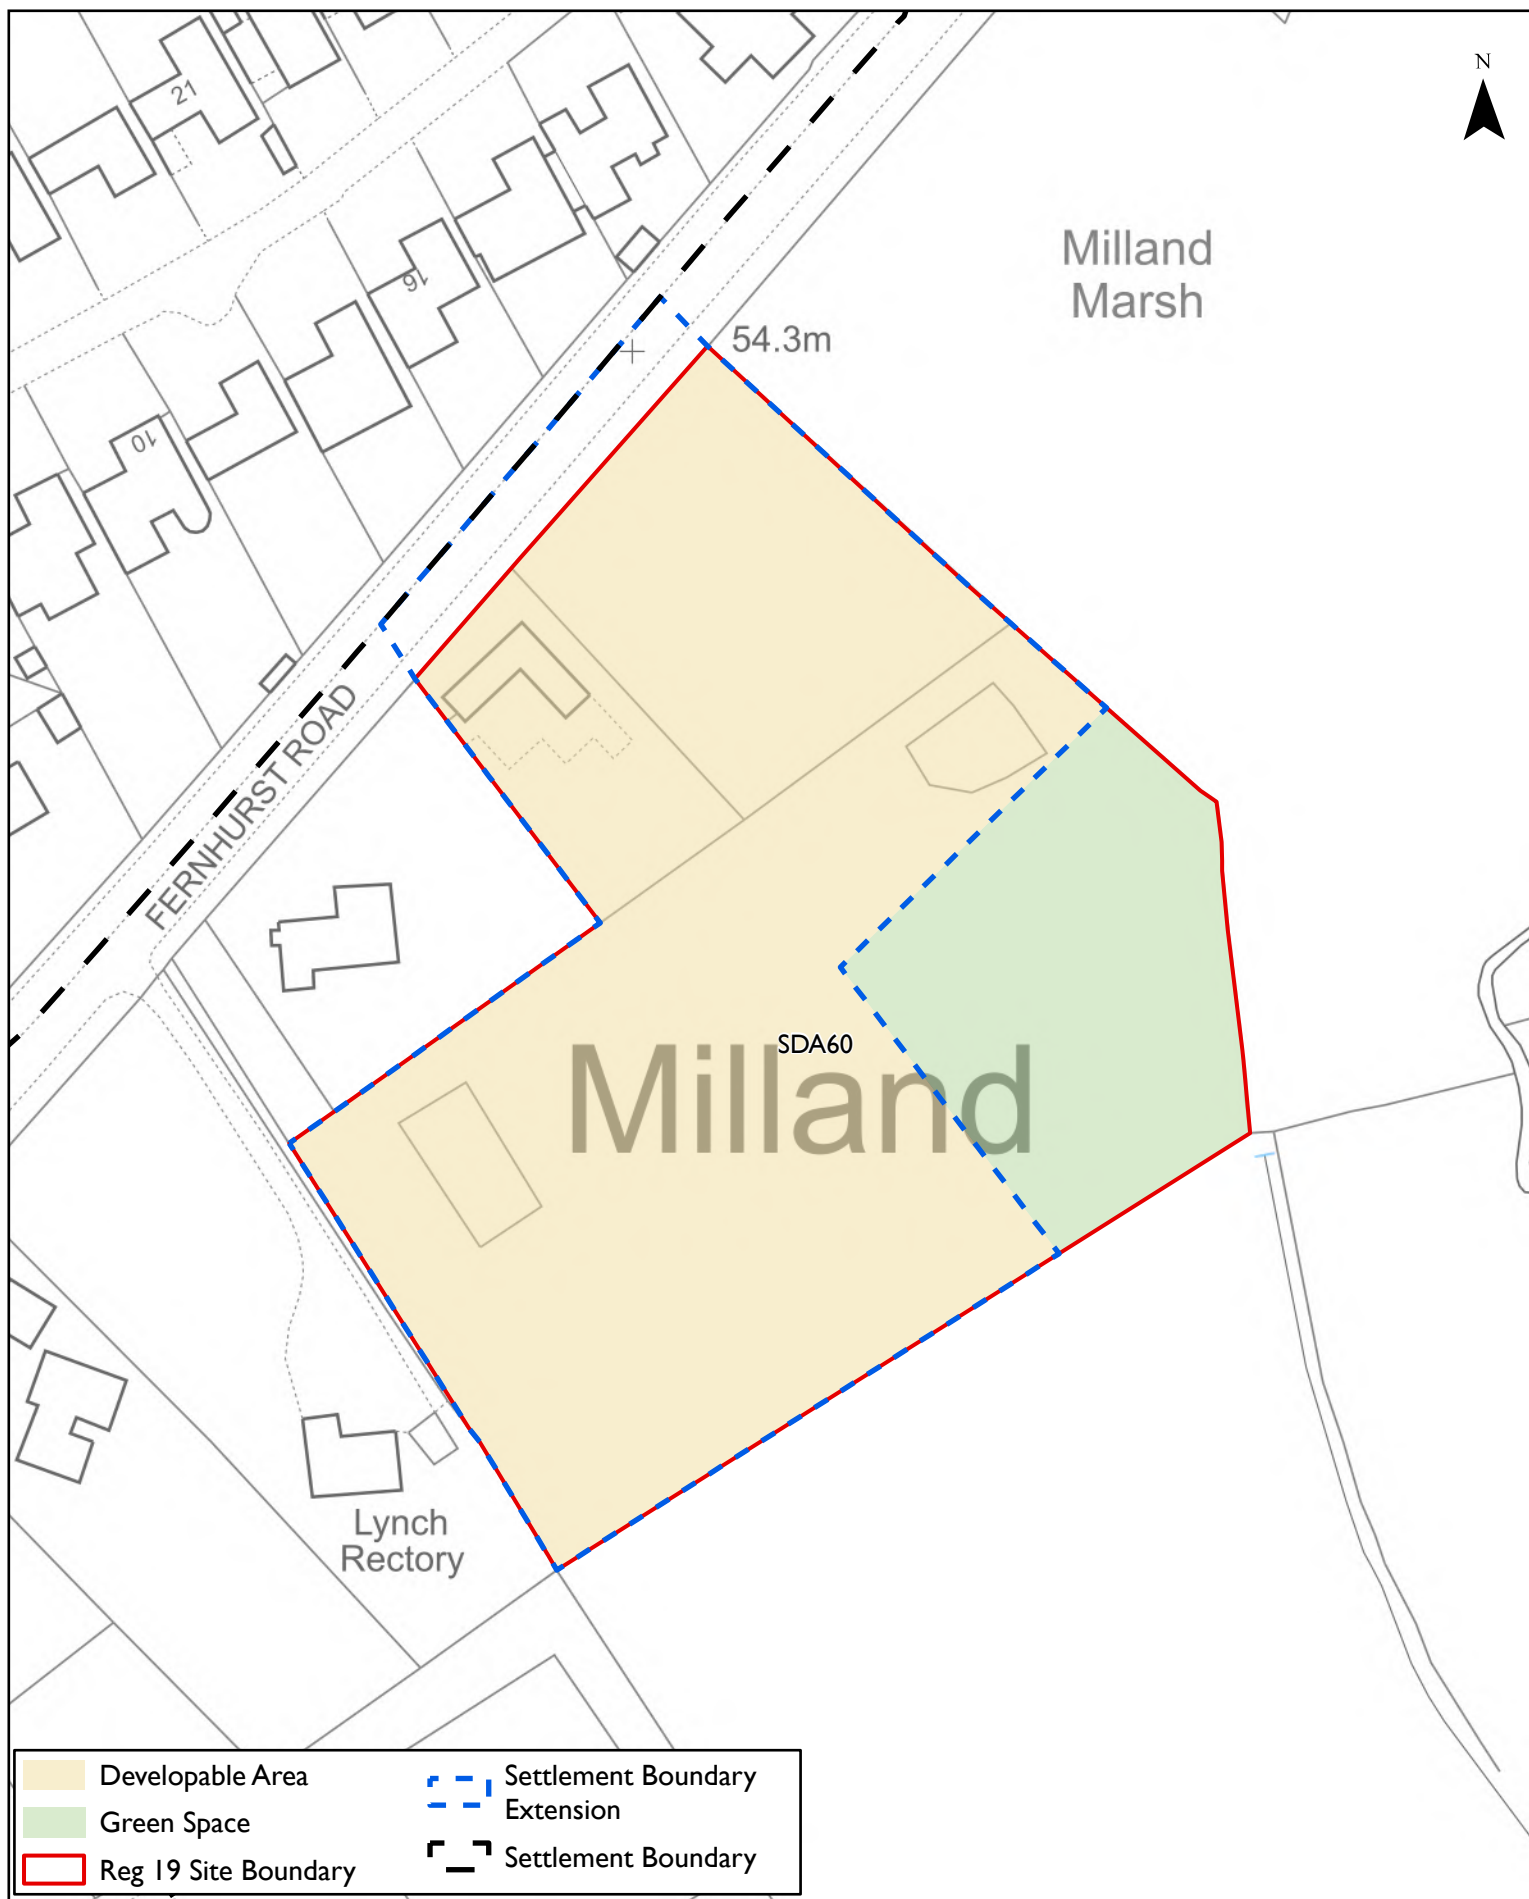 N
21
16
10
Milland
Marsh
54.3m
FERNHURST ROAD
SDA60
Milland
Lynch
Rectory
Developable Area
Green Space
Reg 19 Site Boundary
Settlement Boundary
Extension
Settlement Boundary